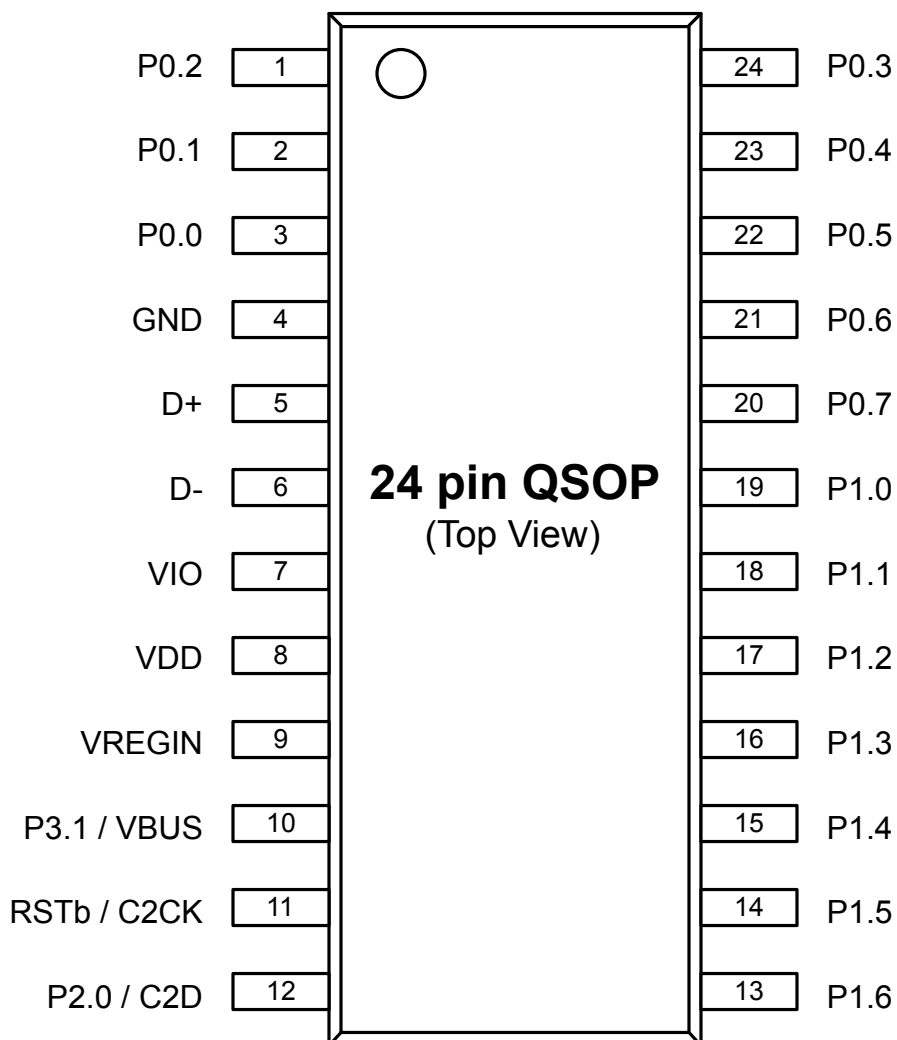 P0.2 1 24 P0.3
P0.1 2 23 P0.4
P0.0 3 22 P0.5
GND 4 21 P0.6
D+ 5 20 P0.7
24 pin QSOP
D- 6 19 P1.0
(Top View)
VIO 7 18 P1.1
VDD 8 17 P1.2
VREGIN 9 16 P1.3
P3.1 / VBUS 10 15 P1.4
RSTb / C2CK 11 14 P1.5
P2.0 / C2D 12 13 P1.6